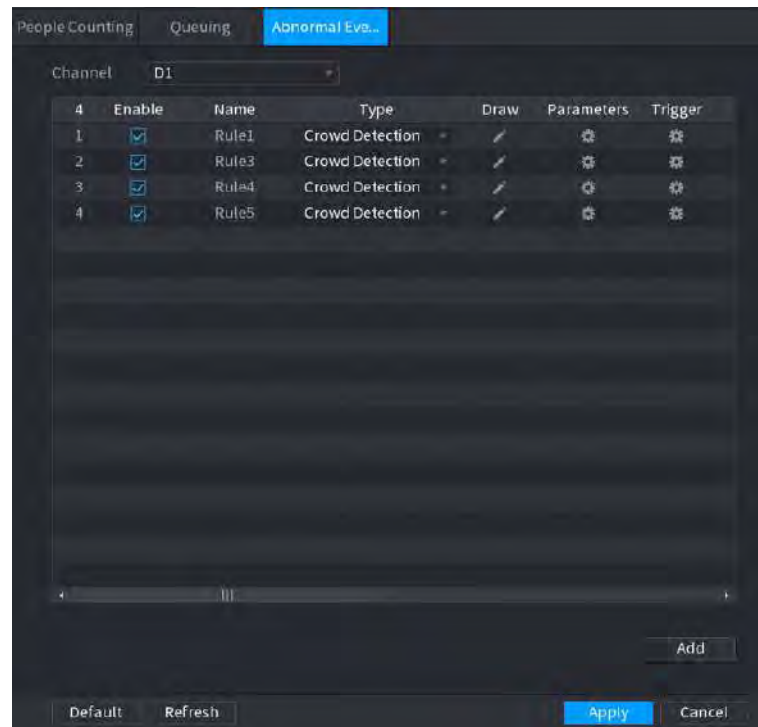 People Counting Queuing Abnormal Eve...
Channel D1
4 Enable Name Type Draw Parameters Trigger
1 Rule1 Crowd Detection
2 Rule3 Crowd Detection
3 Rule4 Crowd Detection
4 Rule5 Crowd Detection
Add
Default Refresh Apply Cancel